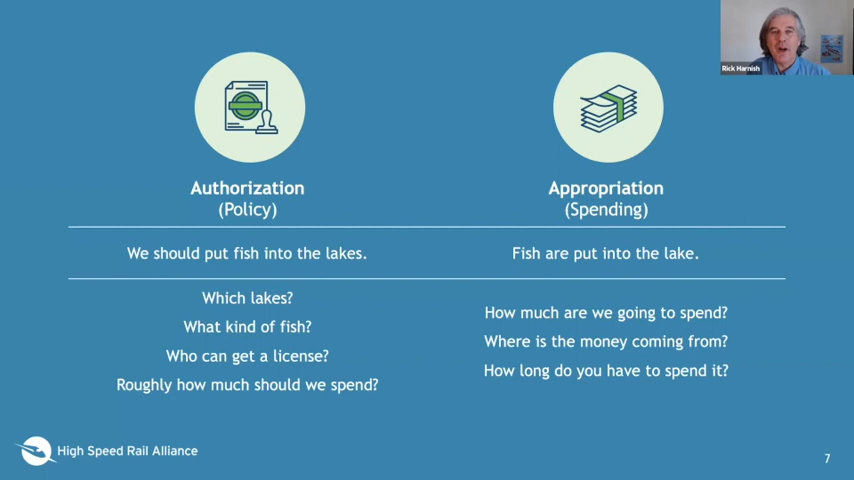 Rick Harnish
Authorization
(Policy)
Appropriation
(Spending)
We should put fish into the lakes.
Fish are put into the lake.
Which lakes?
What kind of fish?
Who can get a license?
Roughly how much should we spend?
How much are we going to spend?
Where is the money coming from?
How long do you have to spend it?
High Speed Rail Alliance
7